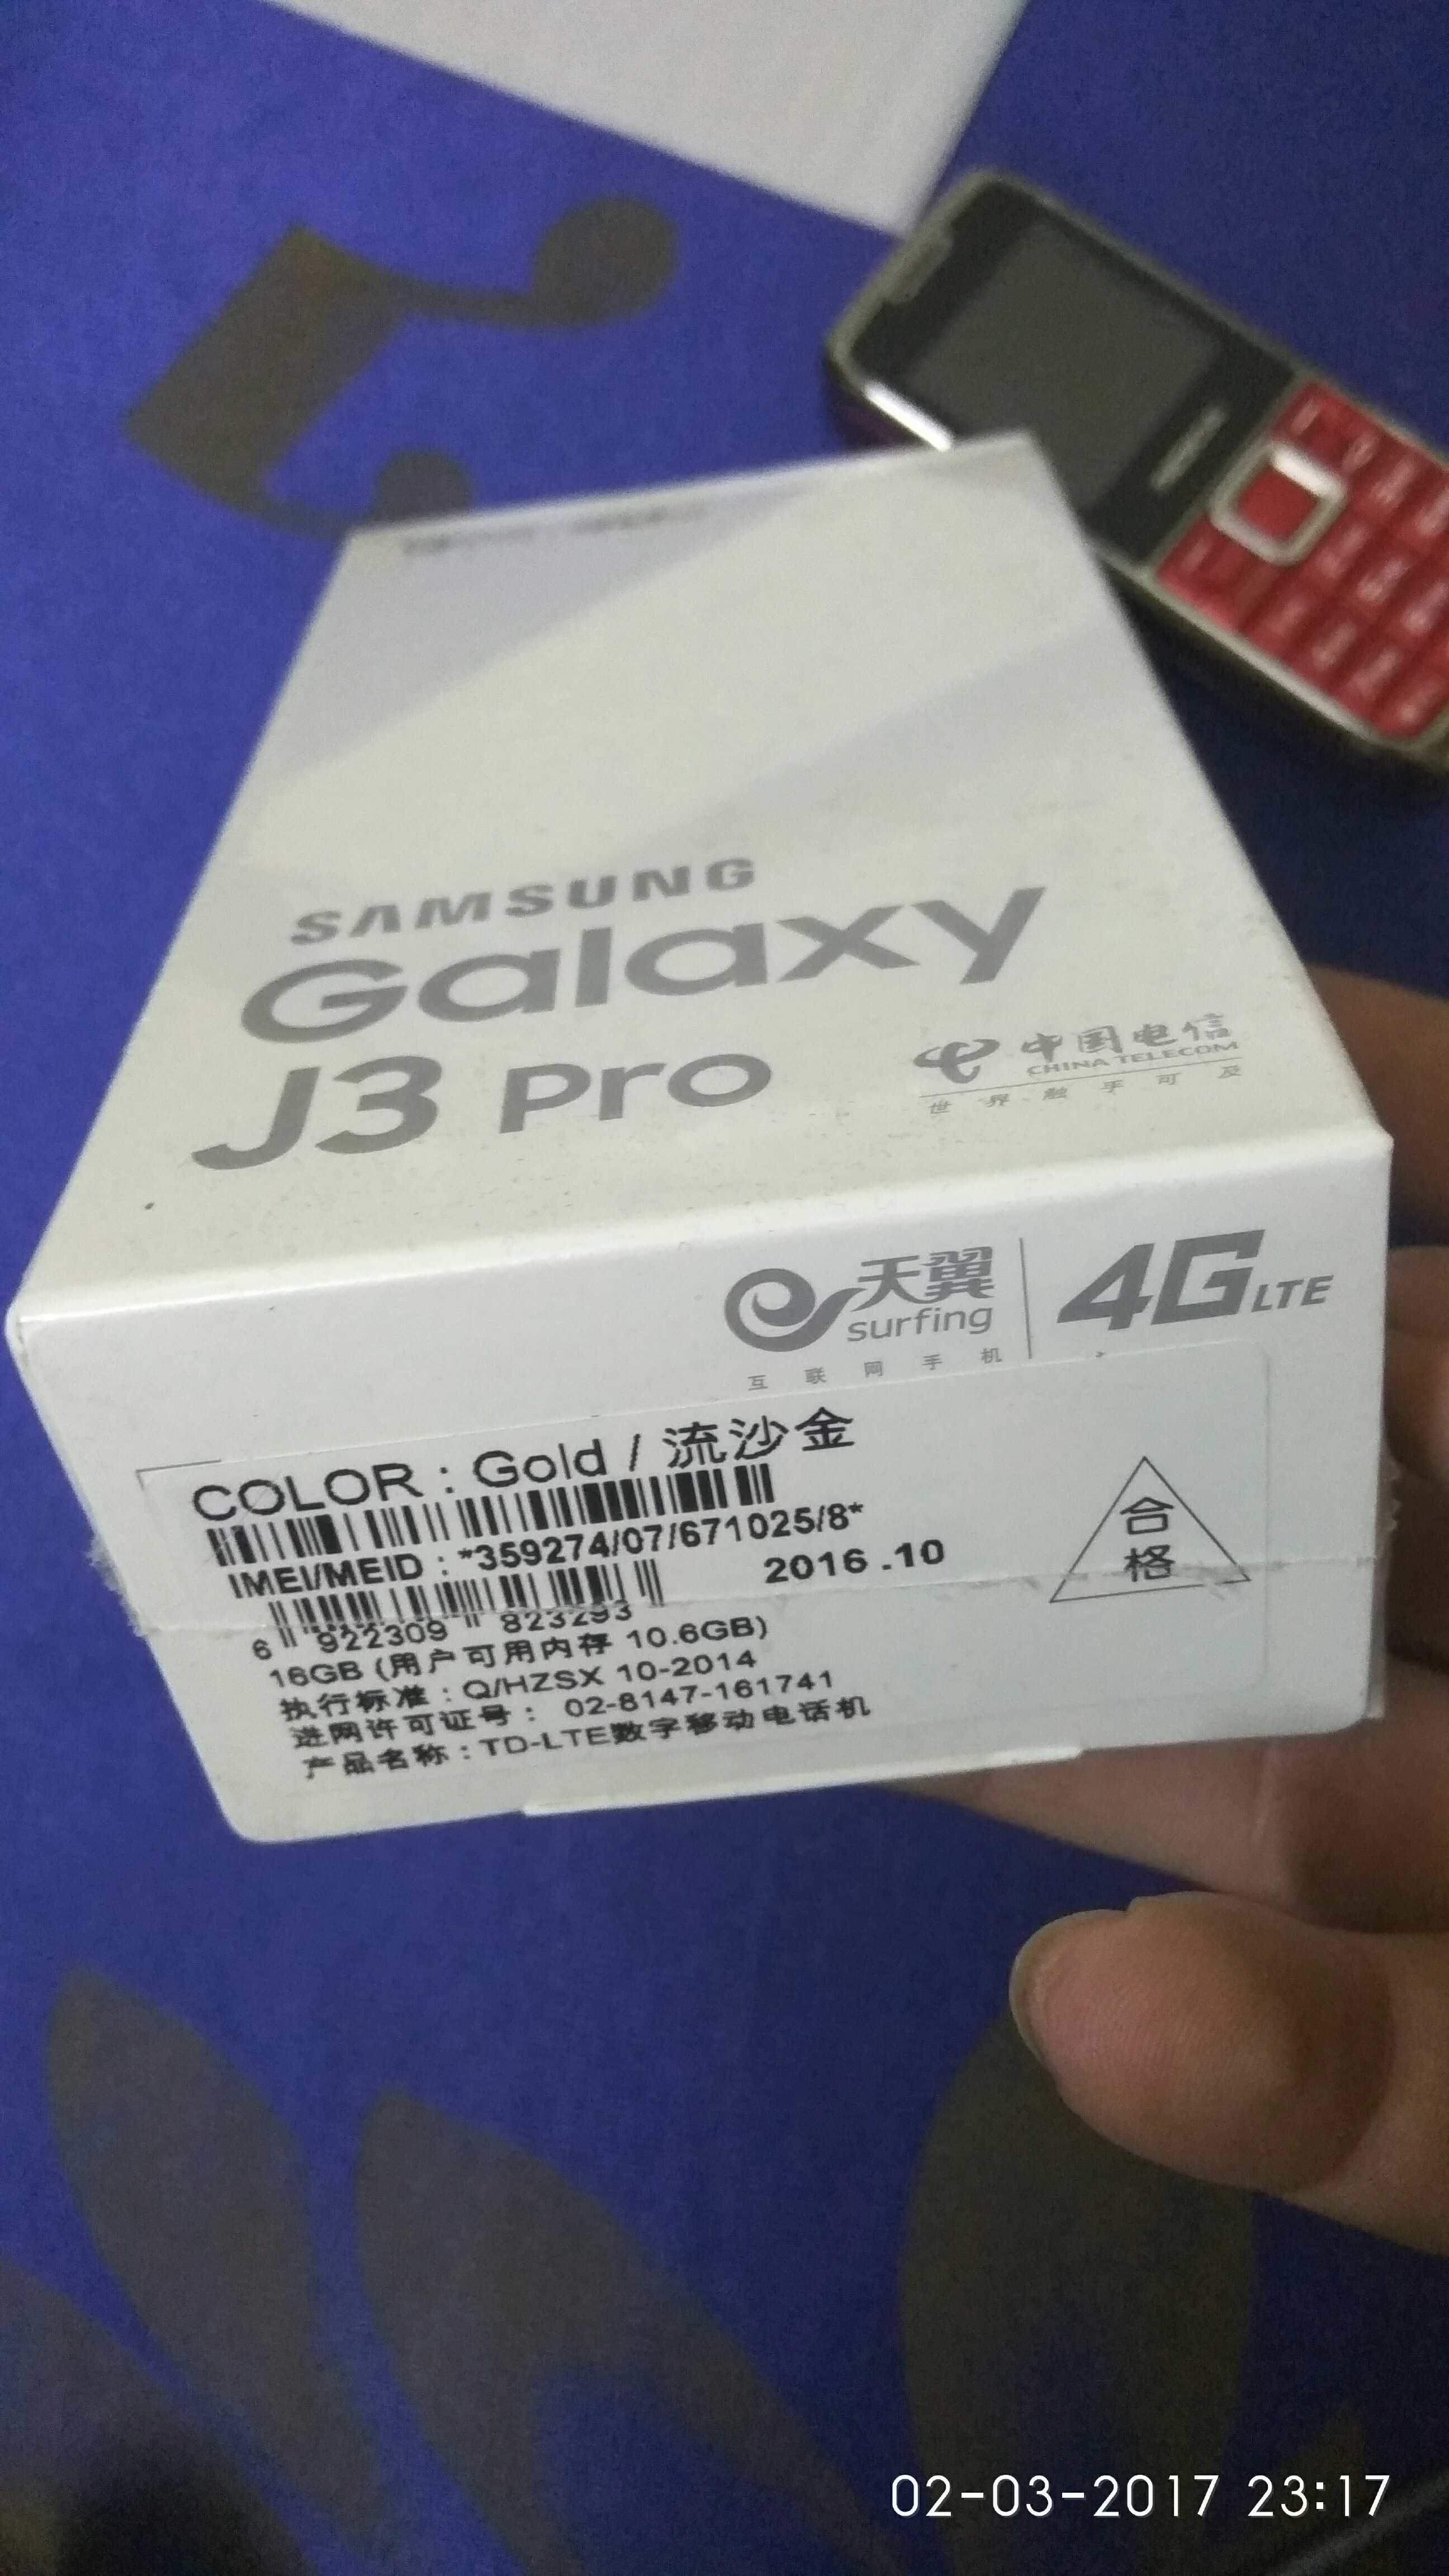 SAMSUNG
Galaxy
J3 Pro
中国电信
CHINA TELECOM
世界触手可及
天翼
surfing
互联网手机
4G LTE
COLOR : Gold / 流沙金
IMEI/MEID : *359274/07/671025/8*
2016 .10
合格
6 922309 823293
16GB (用户可用内存 10.6GB)
执行标准 : Q/HZSX 10-2014
进网许可证号 : 02-8147-161741
产品名称 : TD-LTE数字移动电话机
02-03-2017 23:17